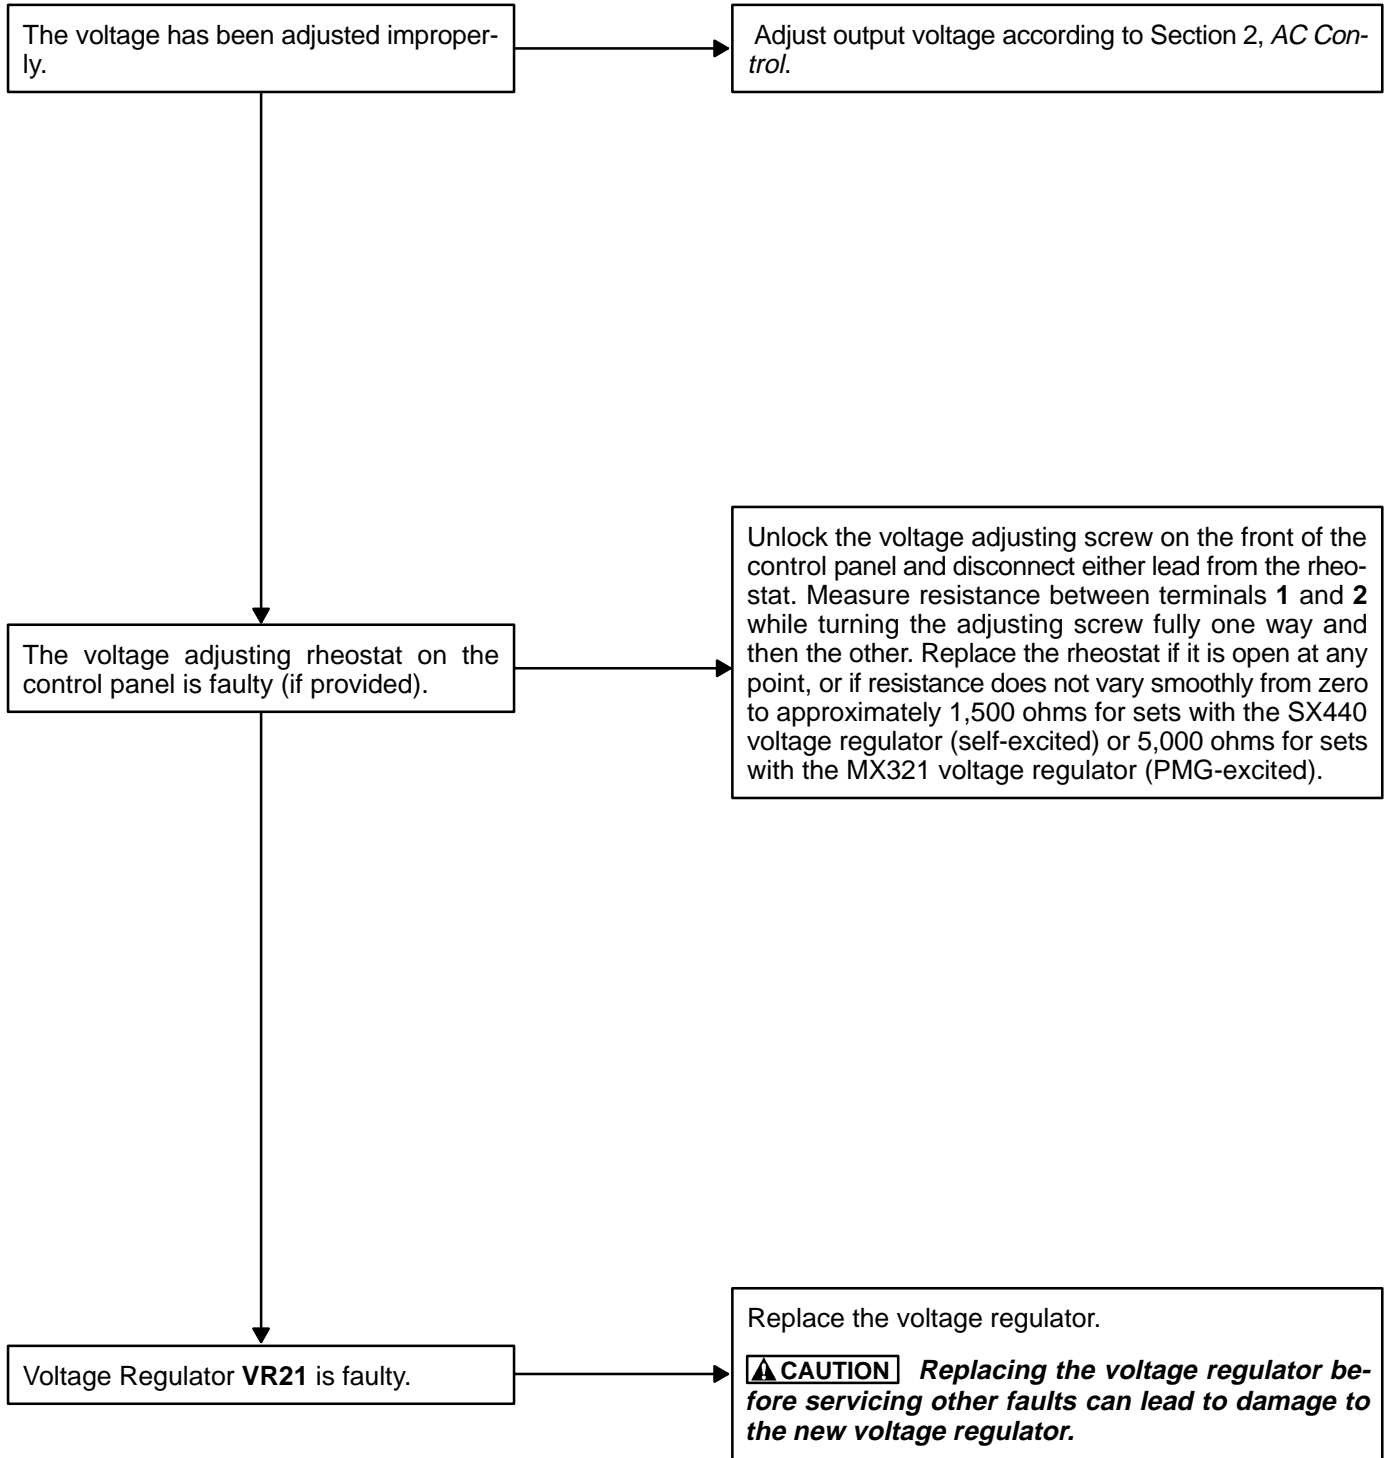 The voltage has been adjusted improper-
ly.
Adjust output voltage according to Section 2, AC Con-
trol.
The voltage adjusting rheostat on the
control panel is faulty (if provided).
Unlock the voltage adjusting screw on the front of the
control panel and disconnect either lead from the rheo-
stat. Measure resistance between terminals 1 and 2
while turning the adjusting screw fully one way and
then the other. Replace the rheostat if it is open at any
point, or if resistance does not vary smoothly from zero
to approximately 1,500 ohms for sets with the SX440
voltage regulator (self-excited) or 5,000 ohms for sets
with the MX321 voltage regulator (PMG-excited).
Voltage Regulator VR21 is faulty.
Replace the voltage regulator.
CAUTION Replacing the voltage regulator be-
fore servicing other faults can lead to damage to
the new voltage regulator.